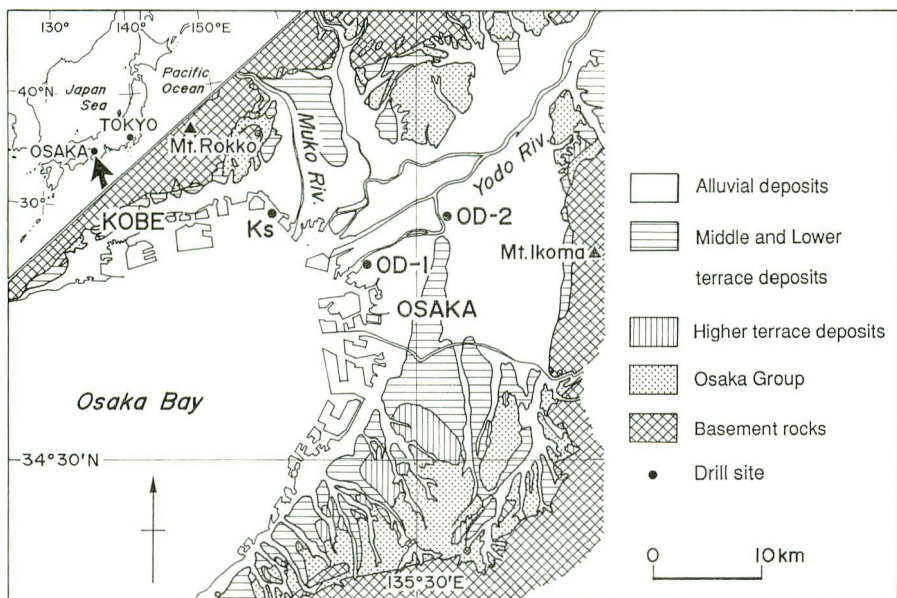 130° 140° 150°E
Pacific
Ocean
40°N
Japan
Sea
TOKYO
OSAKA
30°
Mt. Rokko
Muko Riv.
Yodo Riv.
KOBE
Ks
OD-2
Mt. Ikoma
OD-1
OSAKA
Osaka Bay
34°30'N
135°30'E
Alluvial deposits
Middle and Lower
terrace deposits
Higher terrace deposits
Osaka Group
Basement rocks
Drill site
0 10km